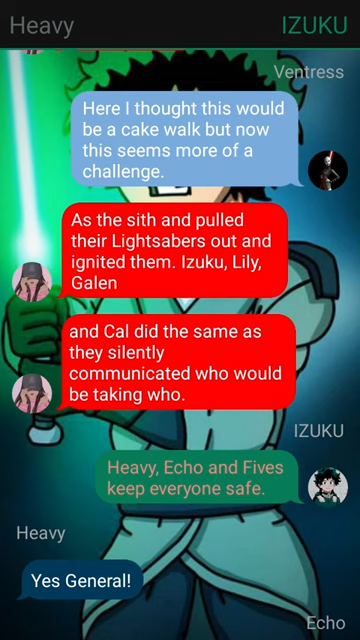 Heavy
IZUKU
Ventress
Here I thought this would
be a cake walk but now
this seems more of a
challenge.
As the sith and pulled
their Lightsabers out and
ignited them. Izuku, Lily,
Galen
and Cal did the same as
they silently
communicated who would
be taking who.
IZUKU
Heavy, Echo and Fives
keep everyone safe.
Heavy
Yes General!
Echo